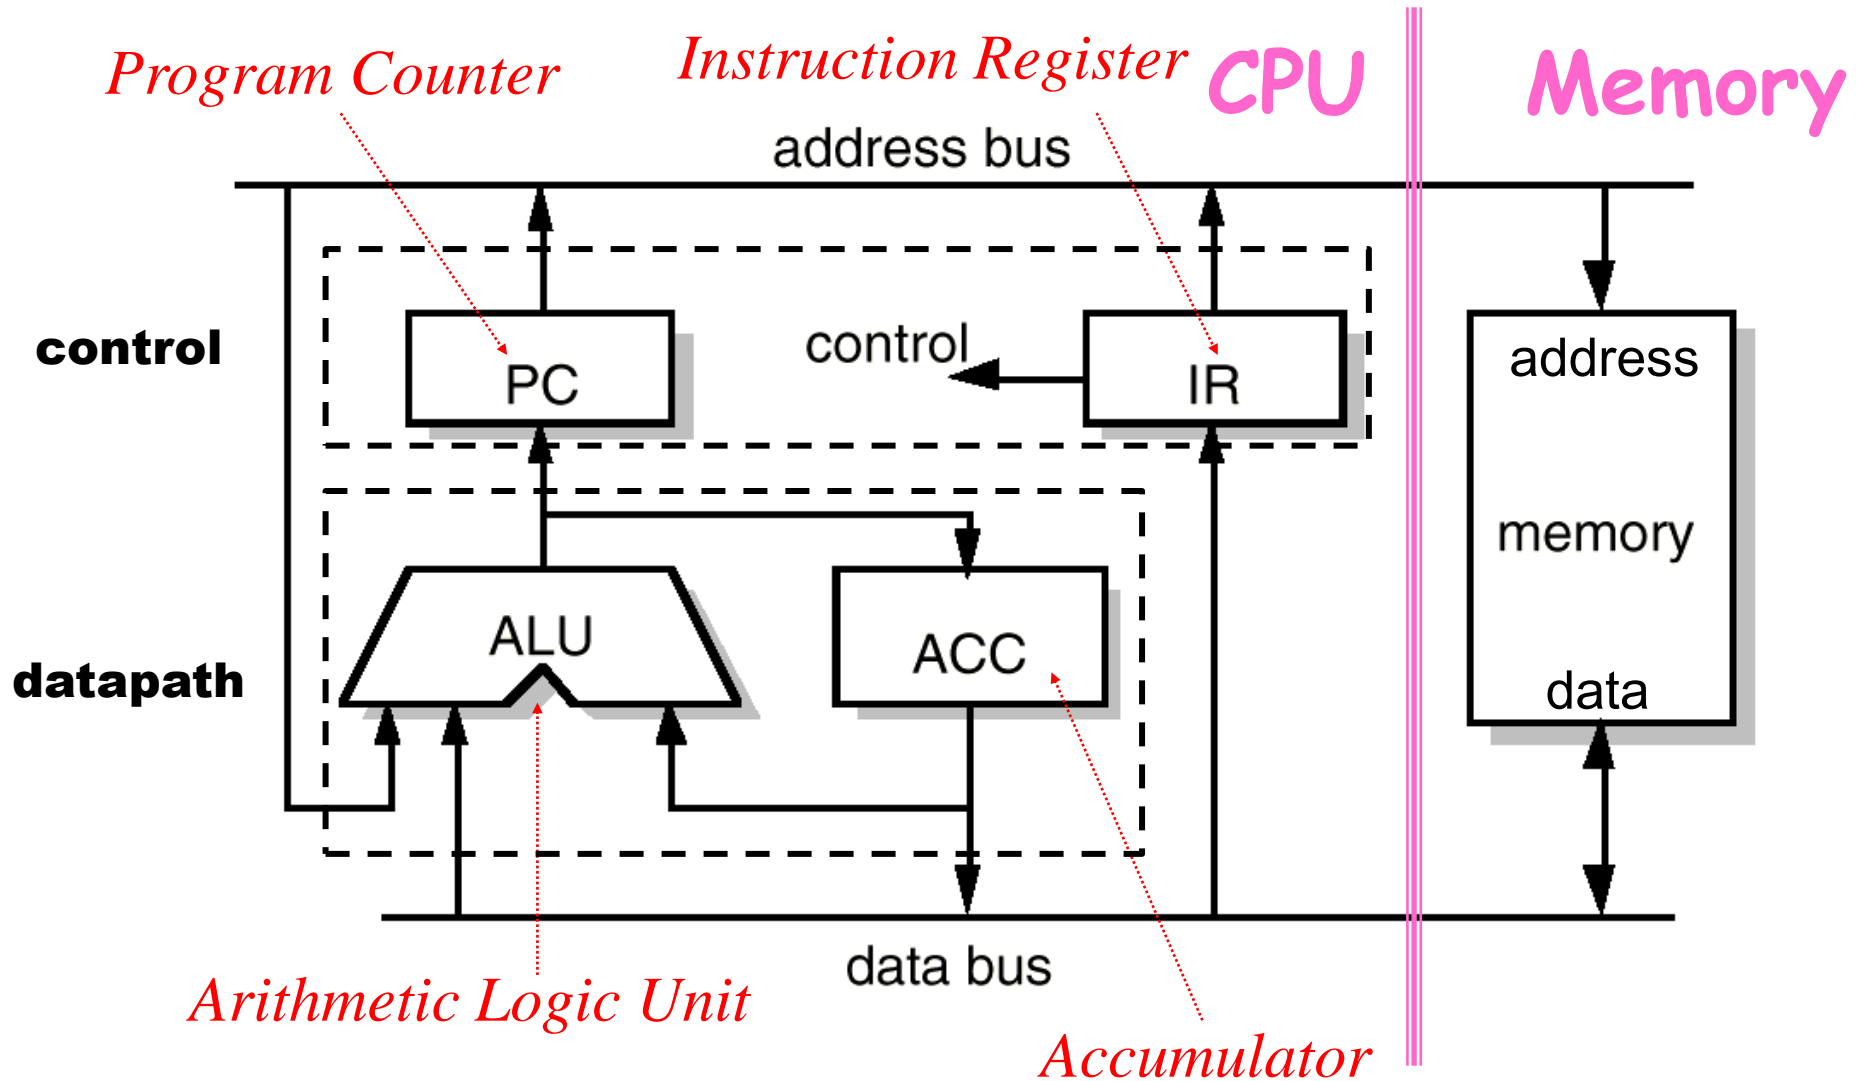 Program Counter
Instruction Register
CPU
Memory
address bus
control
PC
control
IR
address
memory
datapath
ALU
ACC
data
data bus
Arithmetic Logic Unit
Accumulator